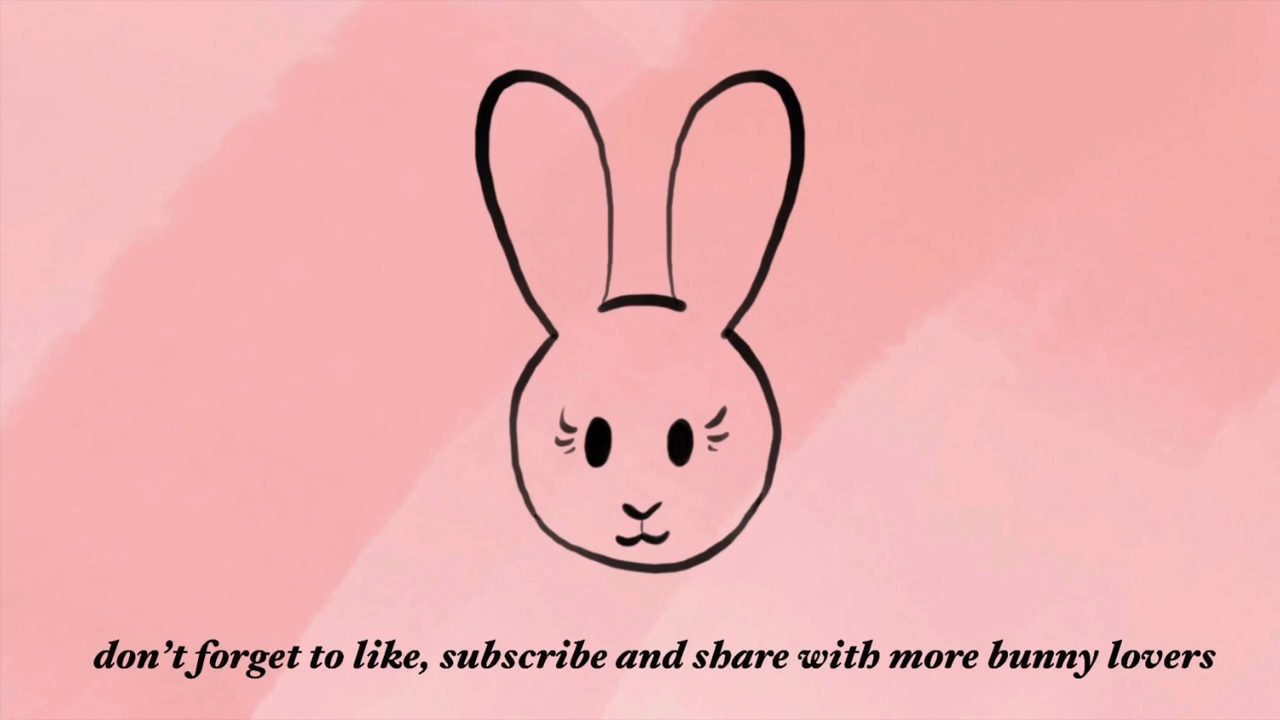 don’t forget to like, subscribe and share with more bunny lovers